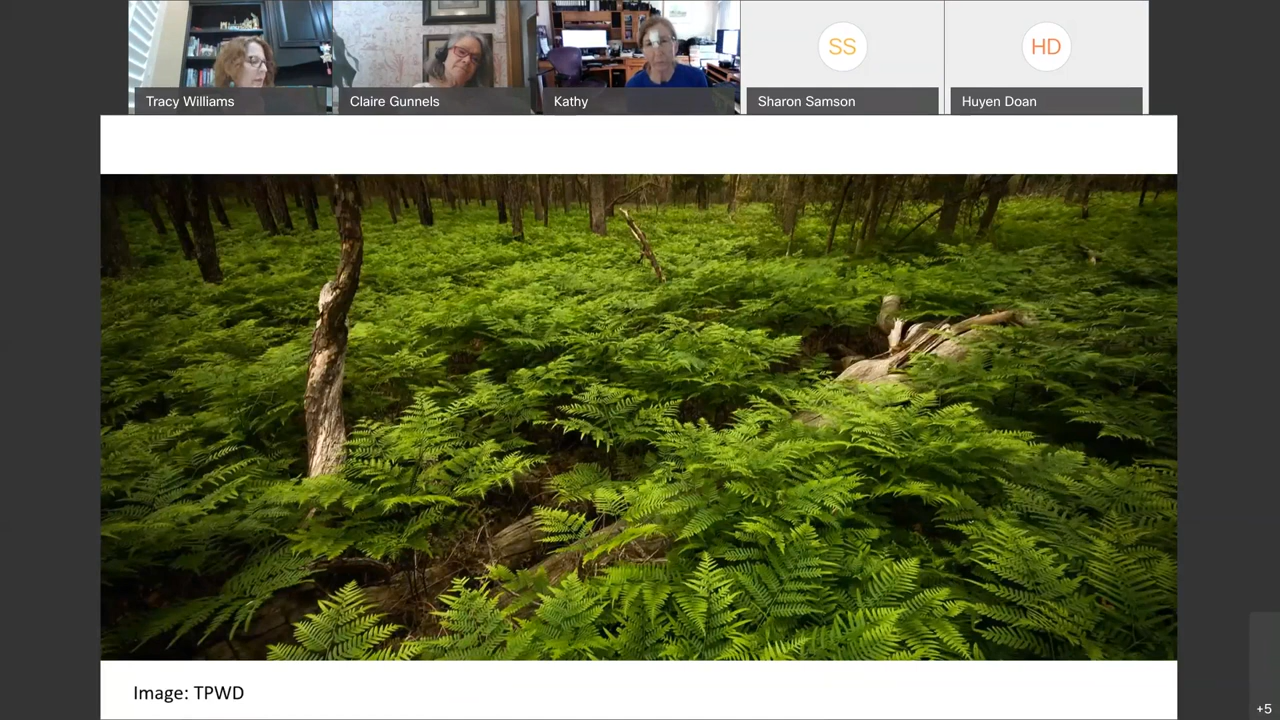 SS
HD
Tracy Williams
Claire Gunnels
Kathy
Sharon Samson
Huyen Doan
Image: TPWD
+5